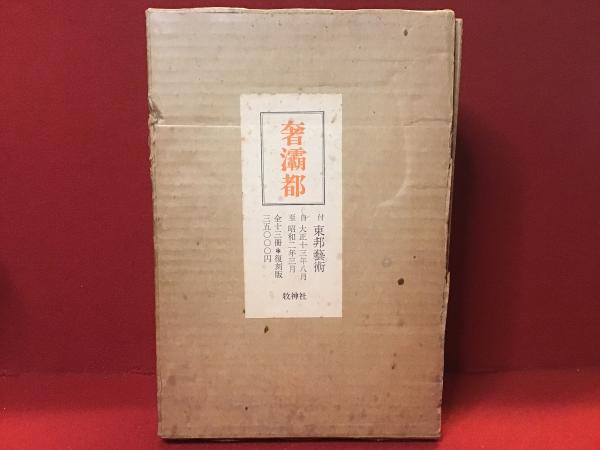 奢灞都
付 東邦藝術
自 大正十三年八月
至 昭和二年三月
全十三冊*復刻版
三五〇〇〇円
牧神社